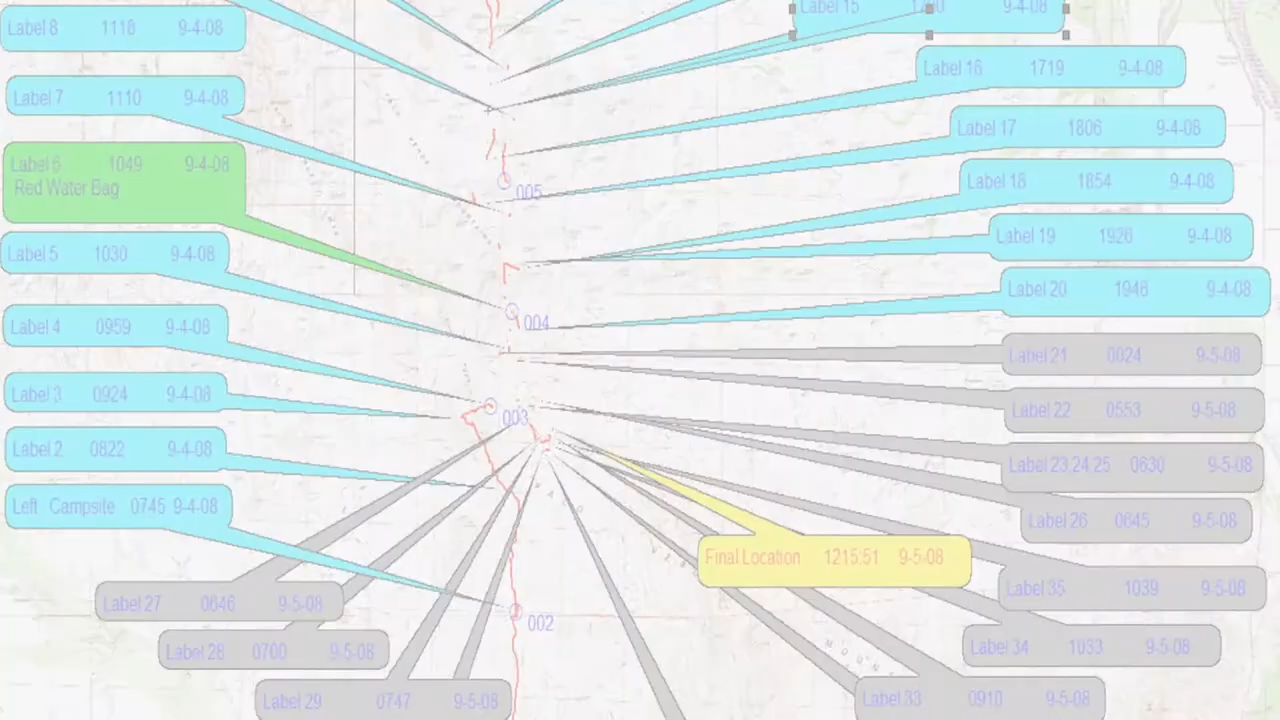 Label 15 1700 9-4-08
Label 8 1118 9-4-08
Label 16 1719 9-4-08
Label 7 1110 9-4-08
Label 17 1806 9-4-08
Label 6 1049 9-4-08
Red Water Bag
Label 18 1854 9-4-08
005
Label 19 1926 9-4-08
Label 5 1030 9-4-08
Label 20 1946 9-4-08
Label 4 0959 9-4-08
004
Label 21 0024 9-5-08
Label 3 0924 9-4-08
Label 22 0553 9-5-08
003
Label 2 0822 9-4-08
Label 23 24 25 0630 9-5-08
Left Campsite 0745 9-4-08
Label 26 0645 9-5-08
Final Location 1215:51 9-5-08
Label 35 1039 9-5-08
Label 27 0646 9-5-08
002
Label 28 0700 9-5-08
Label 34 1033 9-5-08
MOON
Label 29 0747 9-5-08
Label 33 0910 9-5-08